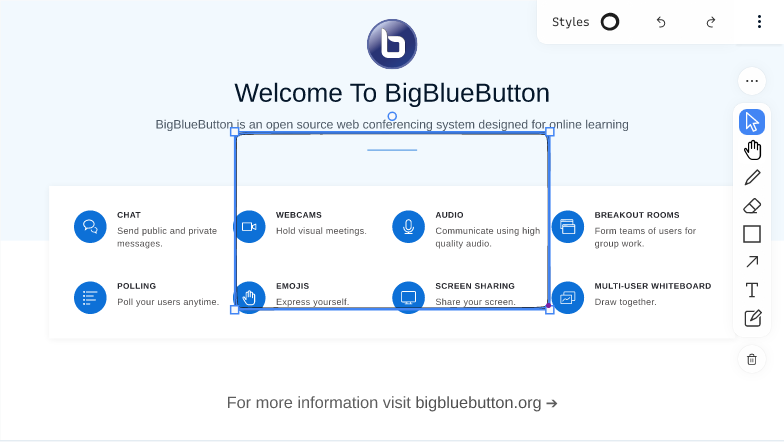 Styles
Welcome To BigBlueButton
BigBlueButton is an open source web conferencing system designed for online learning
CHAT
Send public and private
messages.
WEBCAMS
Hold visual meetings.
AUDIO
Communicate using high
quality audio.
BREAKOUT ROOMS
Form teams of users for
group work.
POLLING
Poll your users anytime.
EMOJIS
Express yourself.
SCREEN SHARING
Share your screen.
MULTI-USER WHITEBOARD
Draw together.
For more information visit bigbluebutton.org →